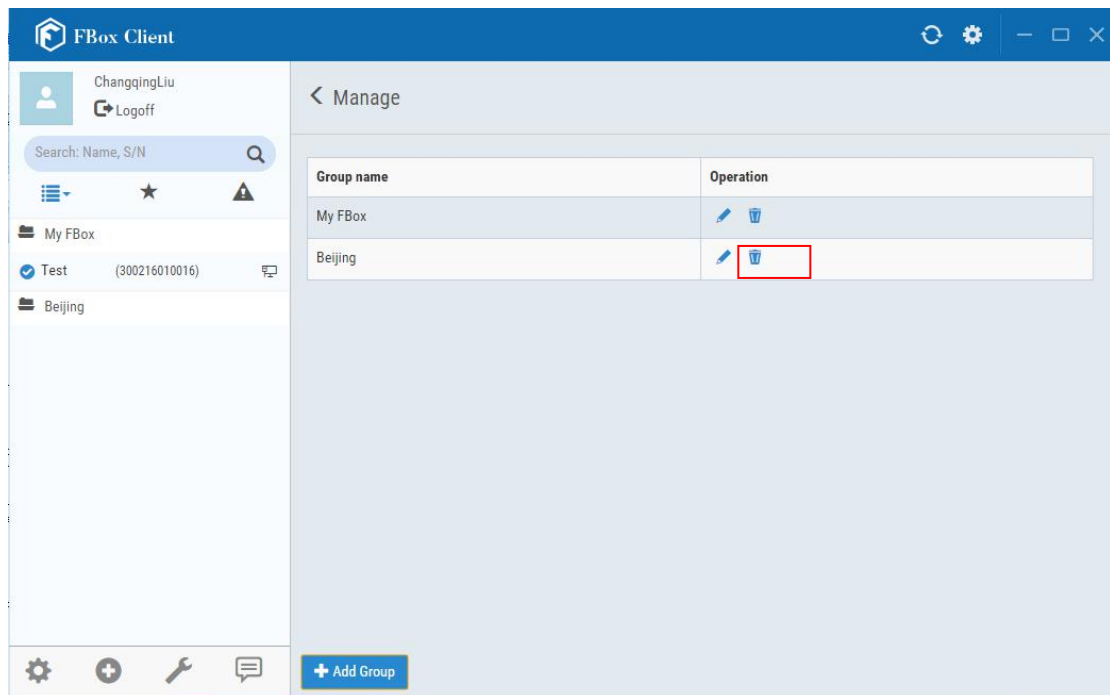 FBox Client
ChangqingLiu
Logoff
Search: Name, S/N
My FBox
Test (300216010016)
Beijing
Manage
Group name Operation
My FBox
Beijing
Add Group